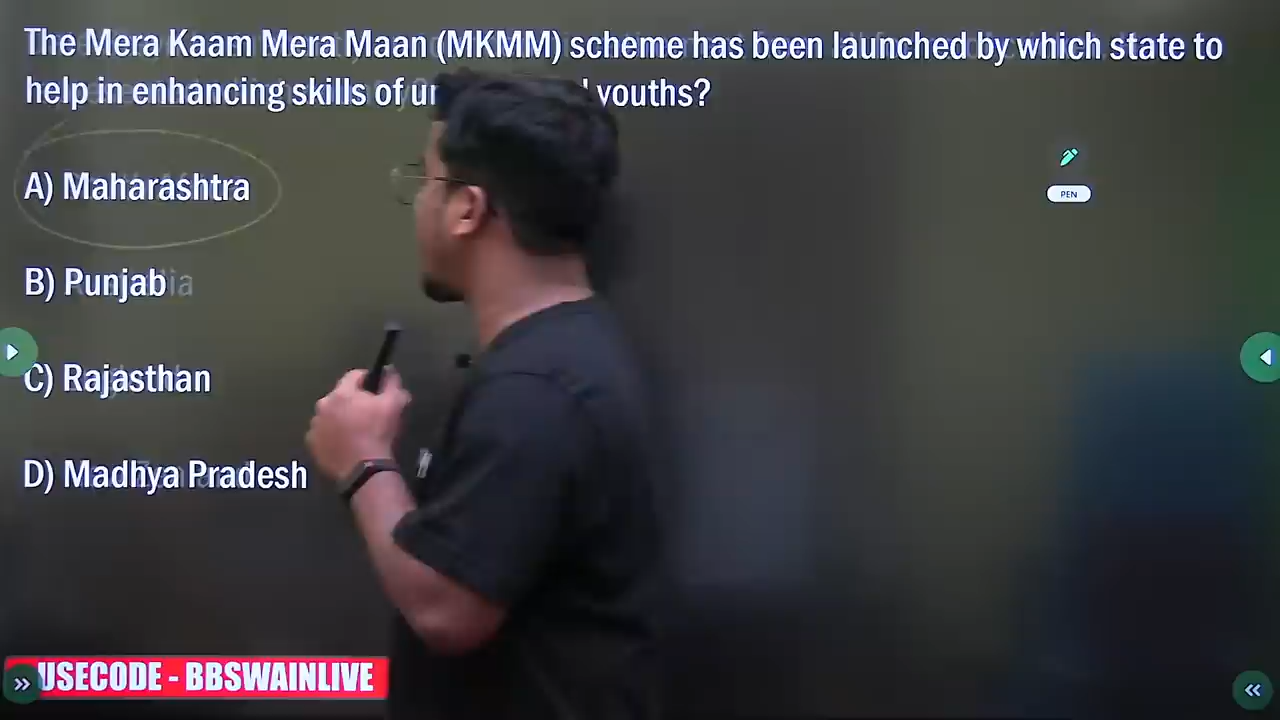 The Mera Kaam Mera Maan (MKMM) scheme has been launched by which state to
help in enhancing skills of youths?
A) Maharashtra
PEN
B) Punjab
C) Rajasthan
D) Madhya Pradesh
USECODE - BBSWAINLIVE